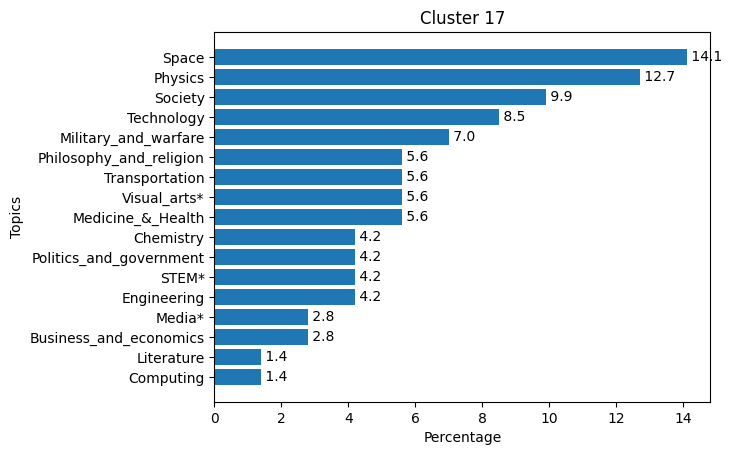 Cluster 17
Topics
Space 14.1
Physics 12.7
Society 9.9
Technology 8.5
Military_and_warfare 7.0
Philosophy_and_religion 5.6
Transportation 5.6
Visual_arts* 5.6
Medicine_&_Health 5.6
Chemistry 4.2
Politics_and_government 4.2
STEM* 4.2
Engineering 4.2
Media* 2.8
Business_and_economics 2.8
Literature 1.4
Computing 1.4
0 2 4 6 8 10 12 14
Percentage